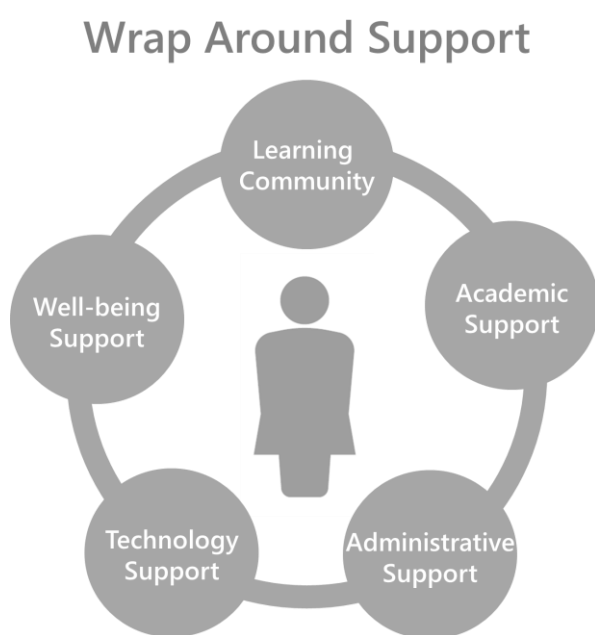 Wrap Around Support
Learning
Community
Academic
Support
Administrative
Support
Technology
Support
Well-being
Support